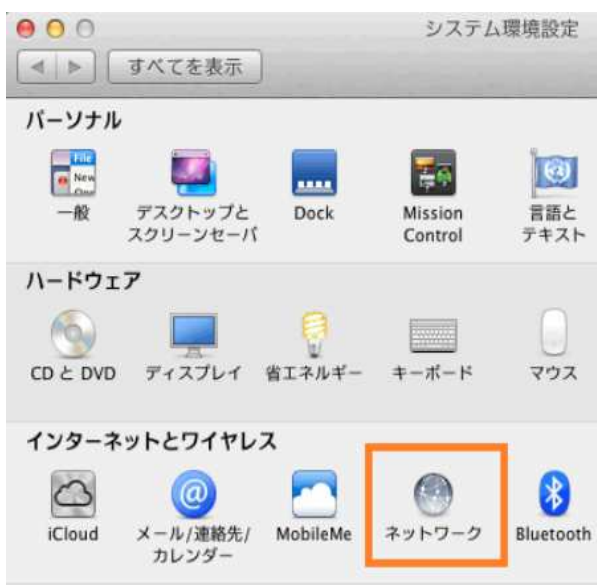 システム環境設定
すべてを表示
パーソナル
File
New
一般
デスクトップと
スクリーンセーバ
Dock
Mission
Control
言語と
テキスト
ハードウェア
CD と DVD
ディスプレイ
省エネルギー
キーボード
マウス
インターネットとワイヤレス
iCloud
メール/連絡先/
カレンダー
MobileMe
ネットワーク
Bluetooth